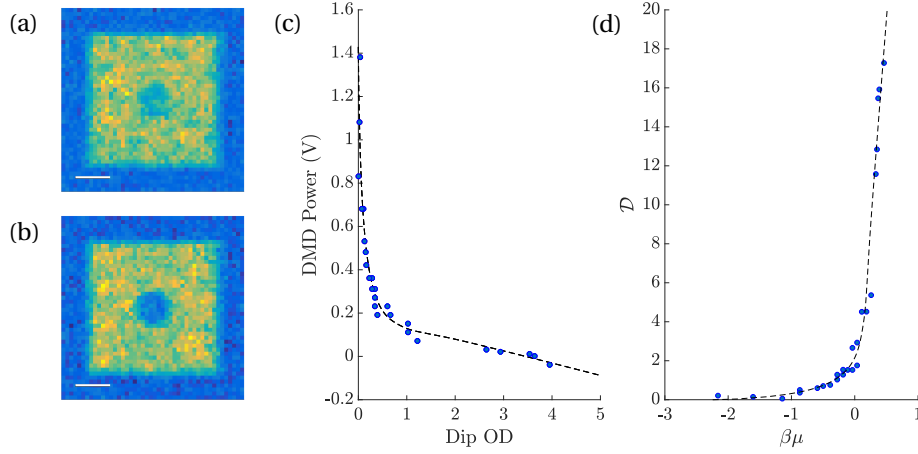 (a)
(b)
(c)
1.6
1.4
1.2
1
0.8
0.6
0.4
0.2
0
-0.2
DMD Power (V)
0 1 2 3 4 5
Dip OD
(d)
20
18
16
14
12
10
8
6
4
2
0
𝒟
-3 -2 -1 0 1
βμ